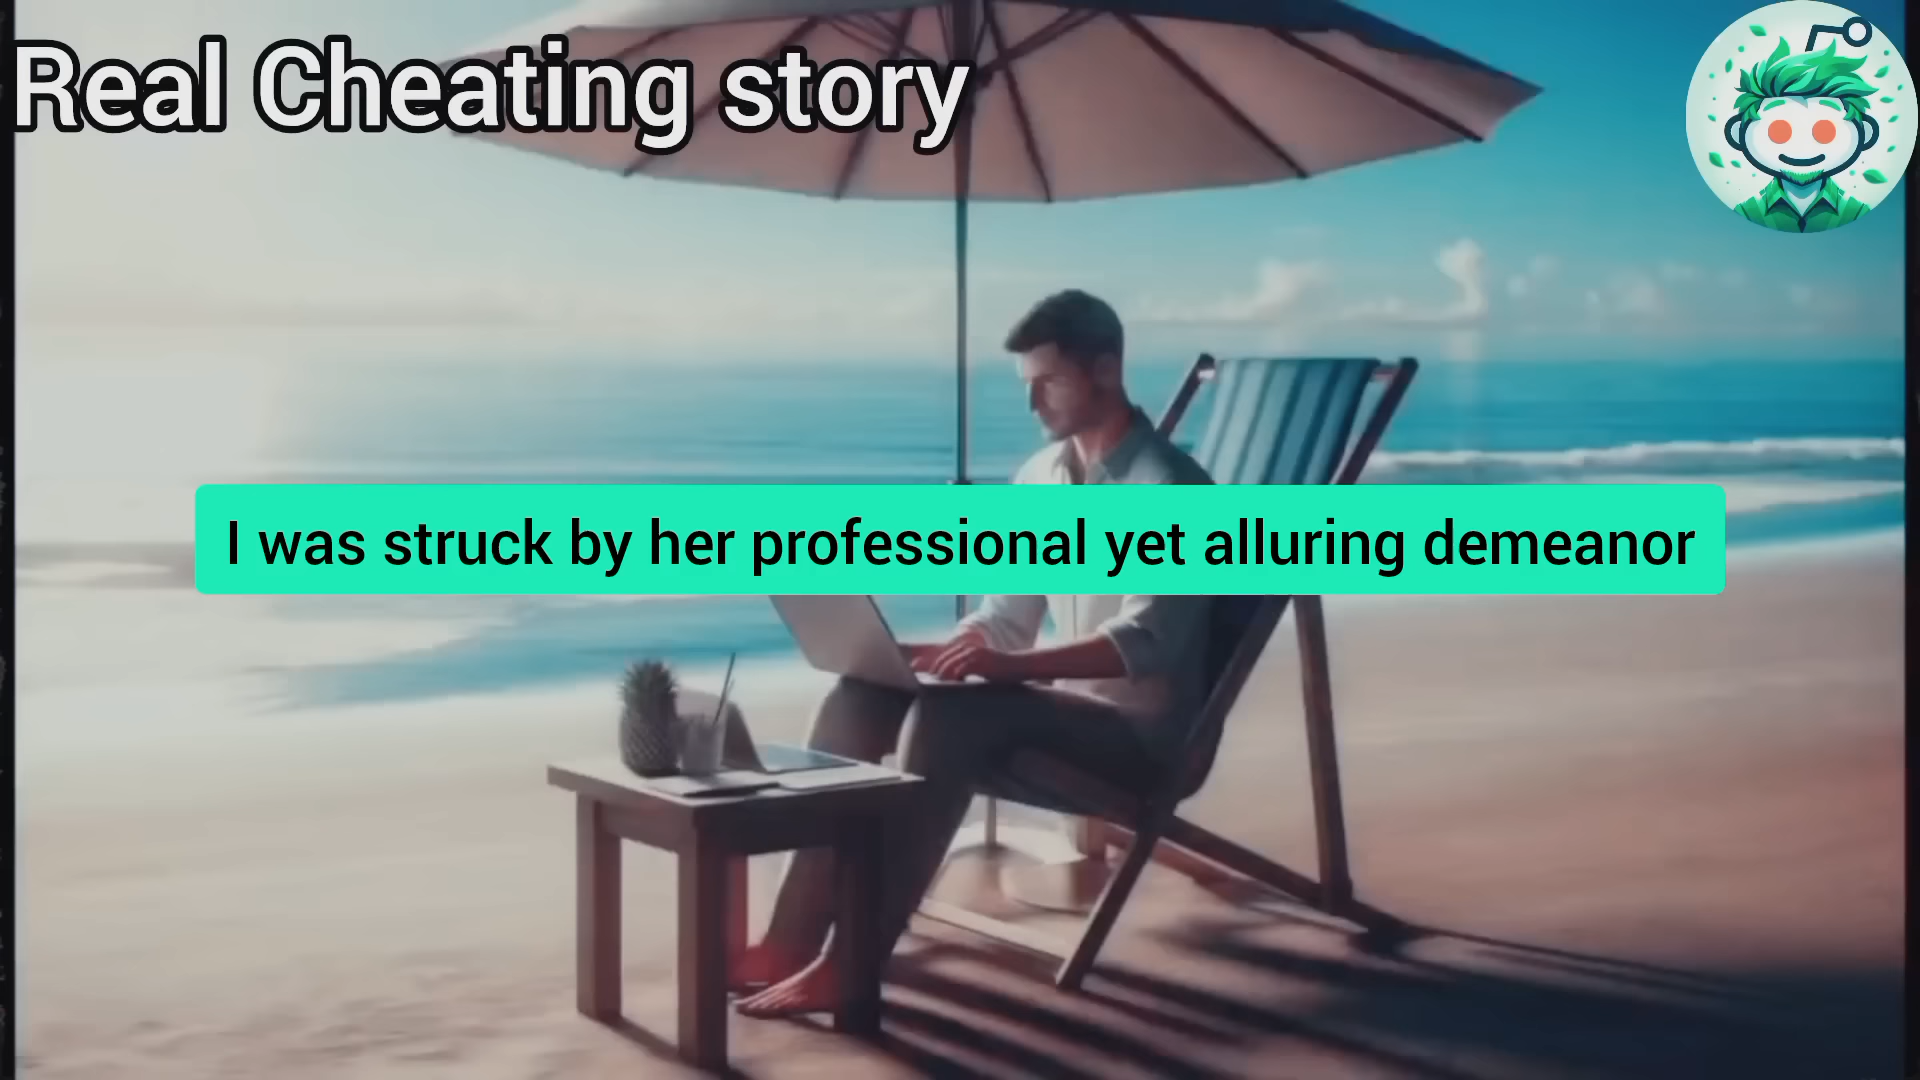 Real Cheating story
I was struck by her professional yet alluring demeanor